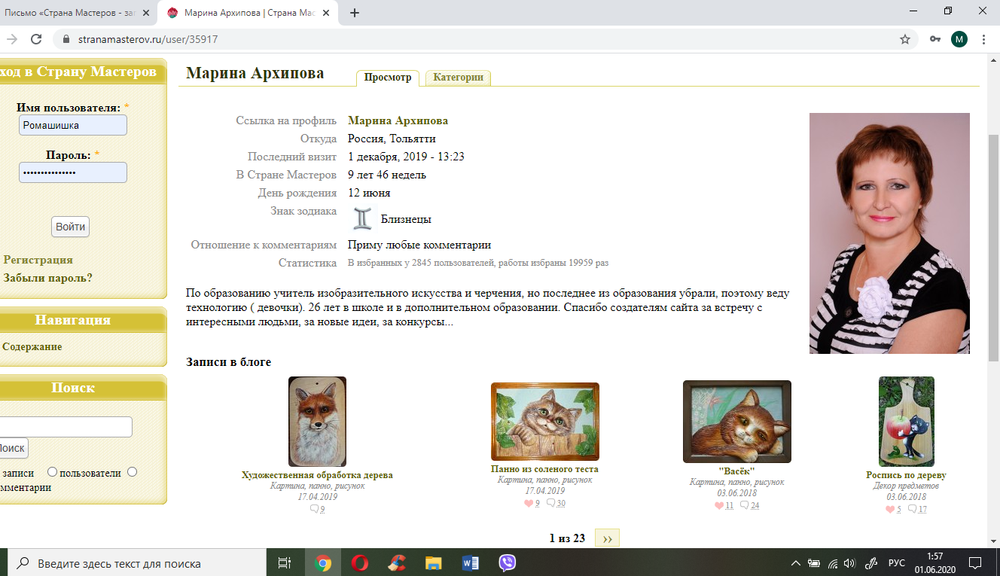 Письмо «Страна Мастеров - заг
Марина Архипова | Страна Мас
stranamasterov.ru/user/35917
M
ход в Страну Мастеров
Имя пользователя: *
Ромашишка
Пароль: *
•••••••••••••••
Войти
Регистрация
Забыли пароль?
Навигация
Содержание
Поиск
Поиск
записи
пользователи
мментарии
Марина Архипова
Просмотр
Категории
Ссылка на профиль Марина Архипова
Откуда Россия, Тольятти
Последний визит 1 декабря, 2019 - 13:23
В Стране Мастеров 9 лет 46 недель
День рождения 12 июня
Знак зодиака Близнецы
Отношение к комментариям Приму любые комментарии
Статистика В избранных у 2845 пользователей, работы избраны 19959 раз
По образованию учитель изобразительного искусства и черчения, но последнее из образования убрали, поэтому веду
технологию ( девочки). 26 лет в школе и в дополнительном образовании. Спасибо создателям сайта за встречу с
интересными людьми, за новые идеи, за конкурсы...
Записи в блоге
Художественная обработка дерева
Картина, панно, рисунок
17.04.2019
9
Панно из соленого теста
Картина, панно, рисунок
17.04.2019
9 30
"Васёк"
Картина, панно, рисунок
03.06.2018
11 24
Роспись по дереву
Декор предметов
03.06.2018
5 17
1 из 23 ››
Введите здесь текст для поиска
РУС
1:57
01.06.2020